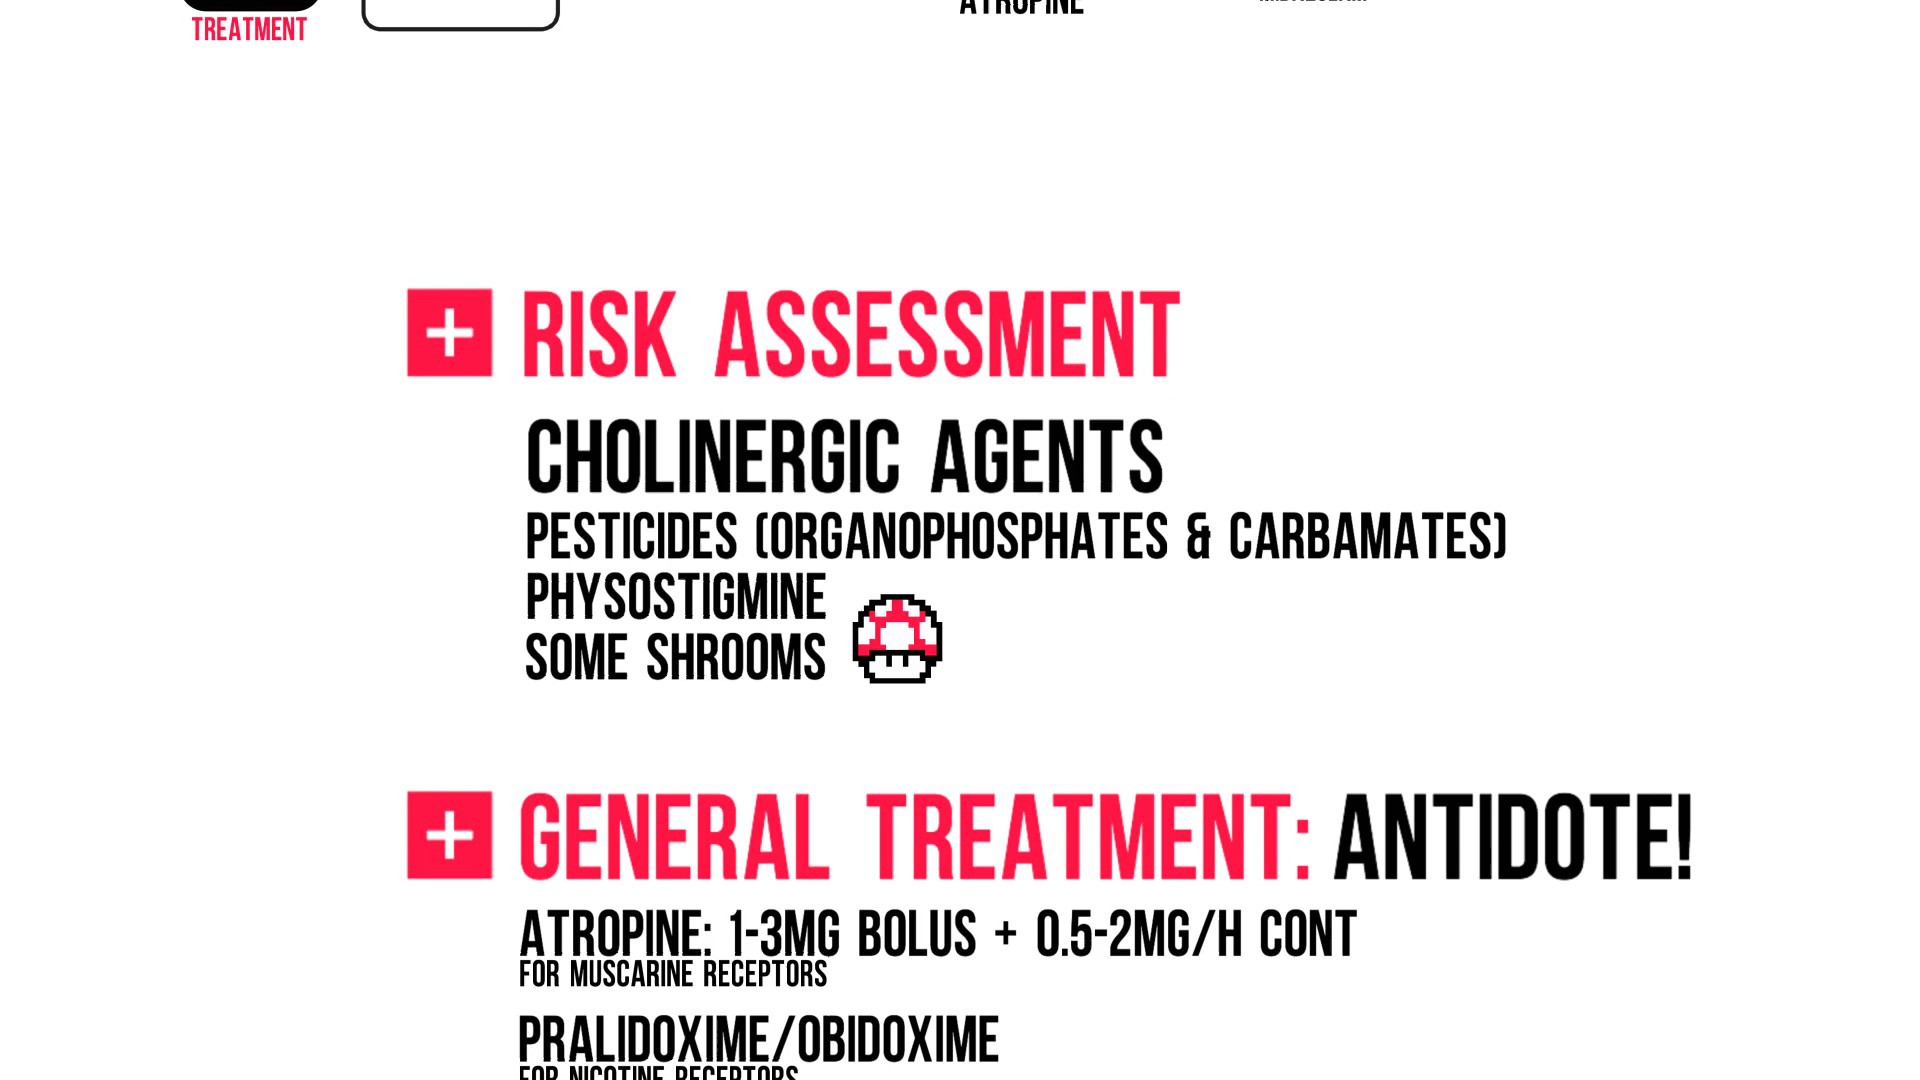 ATROPINE
TREATMENT
RISK ASSESSMENT
CHOLINERGIC AGENTS
PESTICIDES (ORGANOPHOSPHATES & CARBAMATES)
PHYSOSTIGMINE
SOME SHROOMS
GENERAL TREATMENT: ANTIDOTE!
ATROPINE: 1-3MG BOLUS + 0.5-2MG/H CONT
FOR MUSCARINE RECEPTORS
PRALIDOXIME/OBIDOXIME
FOR NICOTINE RECEPTORS